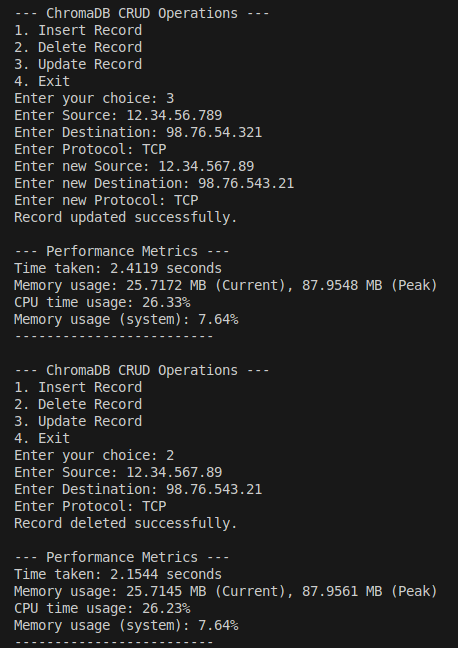 --- ChromaDB CRUD Operations ---
1. Insert Record
2. Delete Record
3. Update Record
4. Exit
Enter your choice: 3
Enter Source: 12.34.56.789
Enter Destination: 98.76.54.321
Enter Protocol: TCP
Enter new Source: 12.34.567.89
Enter new Destination: 98.76.543.21
Enter new Protocol: TCP
Record updated successfully.

--- Performance Metrics ---
Time taken: 2.4119 seconds
Memory usage: 25.7172 MB (Current), 87.9548 MB (Peak)
CPU time usage: 26.33%
Memory usage (system): 7.64%
-------------------------

--- ChromaDB CRUD Operations ---
1. Insert Record
2. Delete Record
3. Update Record
4. Exit
Enter your choice: 2
Enter Source: 12.34.567.89
Enter Destination: 98.76.543.21
Enter Protocol: TCP
Record deleted successfully.

--- Performance Metrics ---
Time taken: 2.1544 seconds
Memory usage: 25.7145 MB (Current), 87.9561 MB (Peak)
CPU time usage: 26.23%
Memory usage (system): 7.64%
-------------------------